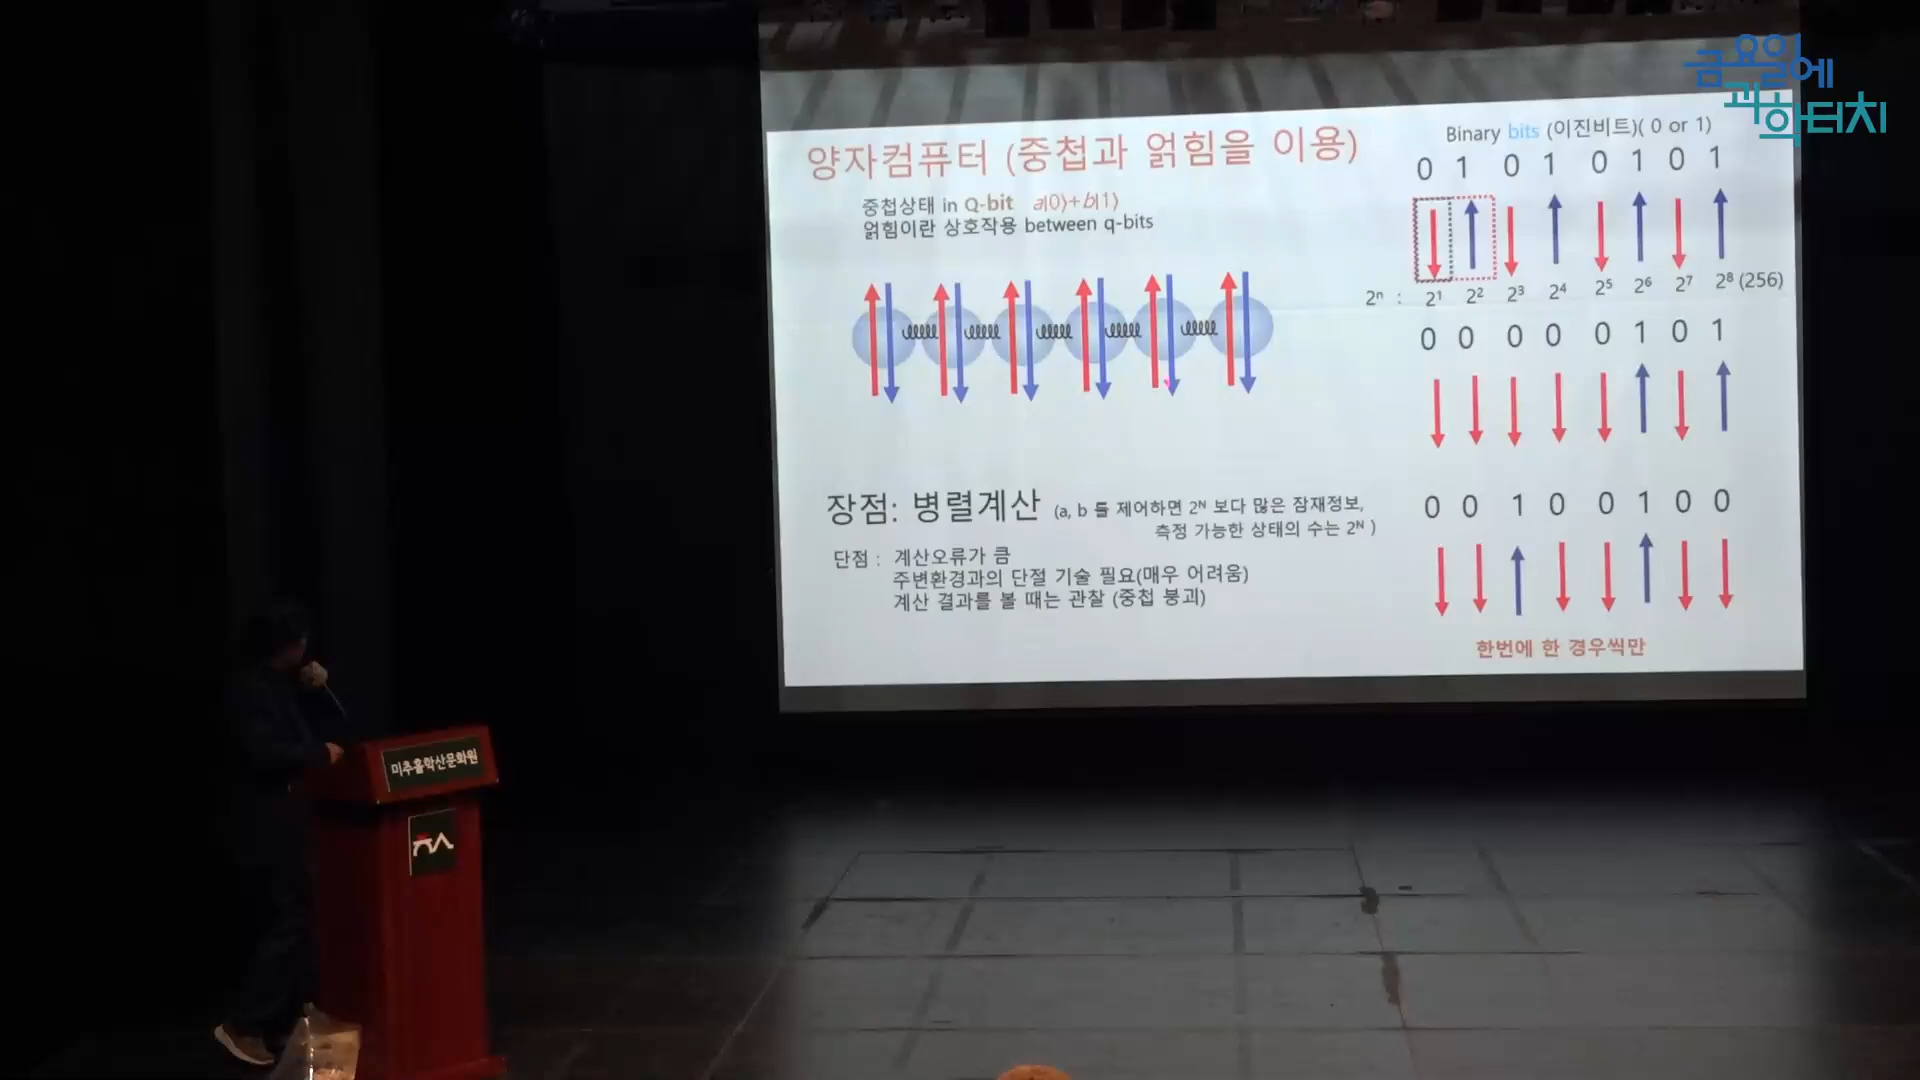 금요일에
과학터치
양자컴퓨터 (중첩과 얽힘을 이용)
중첩상태 in Q-bit a|0⟩+b|1⟩
얽힘이란 상호작용 between q-bits
장점: 병렬계산 (a, b 들 제어하면 2ᴺ 보다 많은 잠재정보,
측정 가능한 상태의 수는 2ᴺ )
단점 : 계산오류가 큼
주변환경과의 단절 기술 필요(매우 어려움)
계산 결과를 볼 때는 관찰 (중첩 붕괴)
Binary bits (이진비트)( 0 or 1)
0 1 0 1 0 1 0 1
2ⁿ : 2¹ 2² 2³ 2⁴ 2⁵ 2⁶ 2⁷ 2⁸ (256)
0 0 0 0 0 1 0 1
0 0 1 0 0 1 0 0
한번에 한 경우씩만
미추홀학산문화원